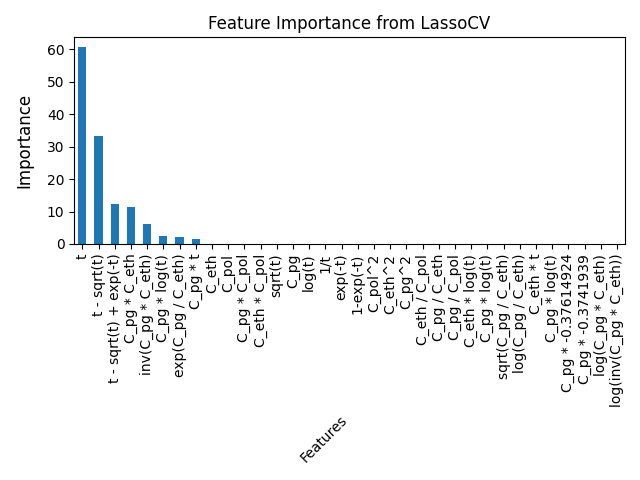 Feature Importance from LassoCV
Importance
60
50
40
30
20
10
0
t
t - sqrt(t)
t - sqrt(t) + exp(-t)
C_pg * C_eth
inv(C_pg * C_eth)
C_pg * log(t)
exp(C_pg / C_eth)
C_pg * t
C_eth
C_pol
C_pg * C_pol
C_eth * C_pol
sqrt(t)
C_pg
log(t)
1/t
exp(-t)
1-exp(-t)
C_pol^2
C_eth^2
C_pg^2
C_eth / C_pol
C_pg / C_eth
C_pg / C_pol
C_eth * log(t)
C_pg * log(t)
sqrt(C_pg / C_eth)
log(C_pg / C_eth)
C_eth * t
C_pg * log(t)
C_pg * -0.37614924
C_pg * -0.3741939
log(C_pg * C_eth)
log(inv(C_pg * C_eth))
Features